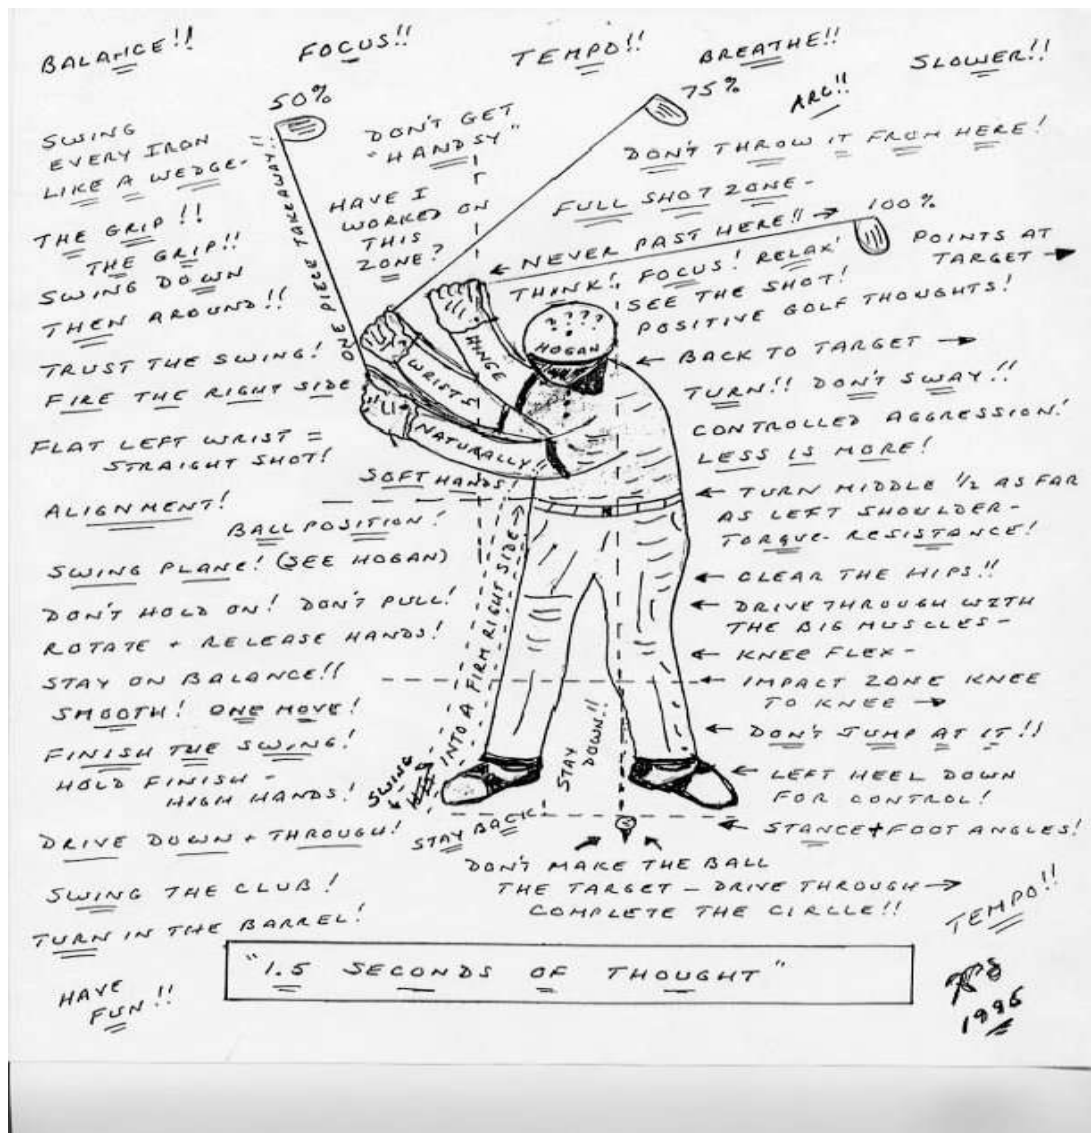 BALANCE!!
FOCUS!!
TEMPO!!
BREATHE!!
SLOWER!!
50%
75%
ARC!!
SWING
EVERY IRON
LIKE A WEDGE-
DON'T GET
"HANDSY"
DON'T THROW IT FROM HERE!
ONE PIECE TAKEAWAY!!
HAVE I
WORKED ON
THIS
ZONE?
FULL SHOT ZONE-
100%
THE GRIP!!
THE GRIP!!
← NEVER PAST HERE!! →
POINTS AT
TARGET →
SWING DOWN
THEN AROUND!!
THINK! FOCUS! RELAX!
SEE THE SHOT!
POSITIVE GOLF THOUGHTS!
????
HOGAN
HINGE
WRISTS
NATURALLY!!
TRUST THE SWING!
FIRE THE RIGHT SIDE
← BACK TO TARGET →
TURN!! DON'T SWAY!!
CONTROLLED AGGRESSION!
LESS IS MORE!
FLAT LEFT WRIST =
STRAIGHT SHOT!
SOFT HANDS!
ALIGNMENT!
BALL POSITION!
← TURN MIDDLE 1/2 AS FAR
AS LEFT SHOULDER-
TORQUE-RESISTANCE!
SWING PLANE! (SEE HOGAN)
← CLEAR THE HIPS!!
DON'T HOLD ON! DON'T PULL!
← DRIVE THROUGH WITH
THE BIG MUSCLES-
ROTATE + RELEASE HANDS!
← KNEE FLEX-
STAY ON BALANCE!!
← IMPACT ZONE KNEE
TO KNEE →
SMOOTH! ONE MOVE!
FINISH THE SWING!
← DON'T JUMP AT IT!!
HOLD FINISH-
HIGH HANDS!
SWING
INTO A FIRM RIGHT SIDE →
STAY
DOWN!!
← LEFT HEEL DOWN
FOR CONTROL!
DRIVE DOWN + THROUGH!
STAY BACK
← STANCE + FOOT ANGLES!
DON'T MAKE THE BALL
THE TARGET - DRIVE THROUGH →
COMPLETE THE CIRCLE!!
SWING THE CLUB!
TURN IN THE BARREL!
TEMPO!!
"1.5 SECONDS OF THOUGHT"
HAVE
FUN!!
1996